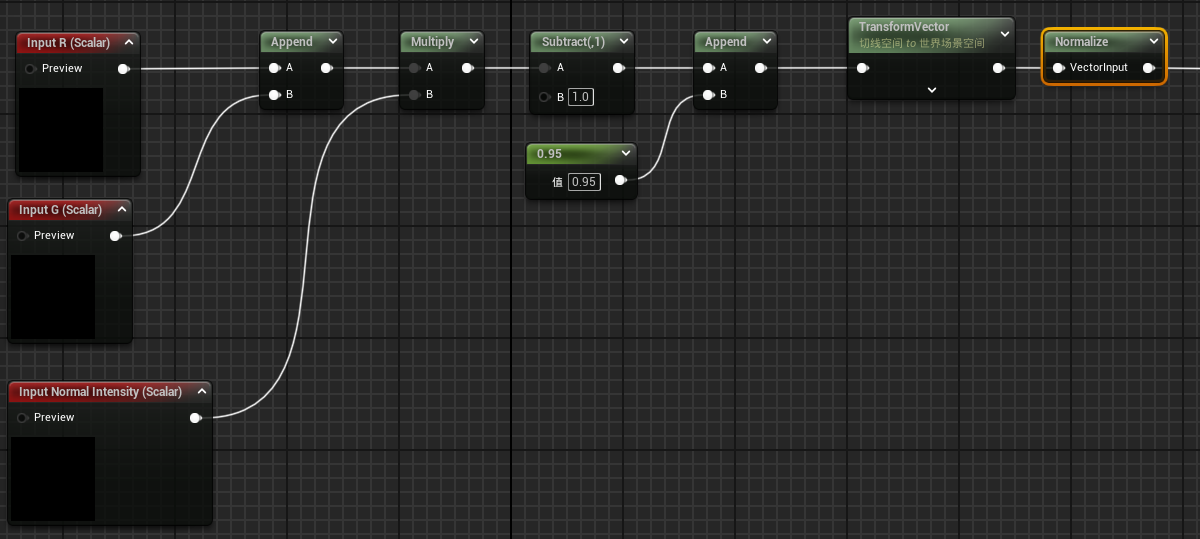 Input R (Scalar)
Preview
Append
A
B
Multiply
A
B
Subtract(,1)
A
B 1.0
Append
A
B
TransformVector
切线空间 to 世界场景空间
Normalize
VectorInput
0.95
值 0.95
Input G (Scalar)
Preview
Input Normal Intensity (Scalar)
Preview